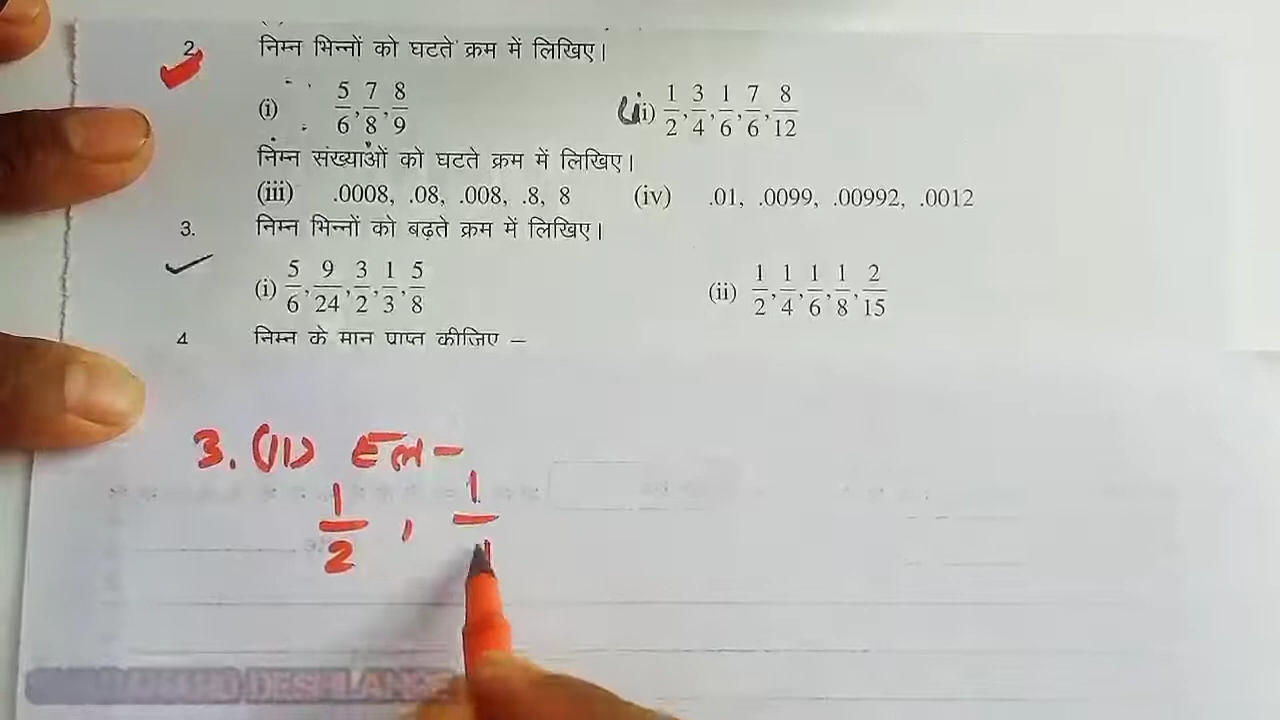 2. निम्न भिन्नों को घटते क्रम में लिखिए।
(i) 5/6, 7/8, 8/9 (ii) 1/2, 3/4, 1/6, 7/6, 8/12
निम्न संख्याओं को घटते क्रम में लिखिए।
(iii) .0008, .08, .008, .8, 8 (iv) .01, .0099, .00992, .0012
3. निम्न भिन्नों को बढ़ते क्रम में लिखिए।
(i) 5/6, 9/24, 3/2, 1/3, 5/8 (ii) 1/2, 1/4, 1/6, 1/8, 2/15
4 निम्न के मान प्राप्त कीजिए –
3. (ii) हल-
1/2 , 1/